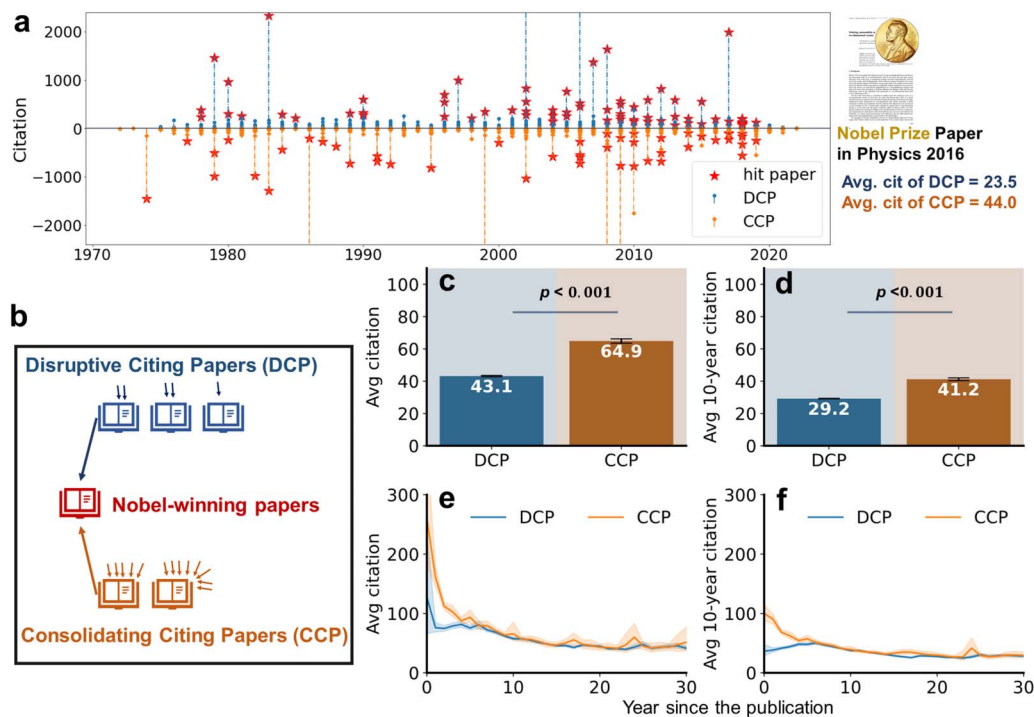 a
2000
1000
0
−1000
−2000
Citation
1970
1980
1990
2000
2010
2020
hit paper
DCP
CCP
Nobel Prize Paper
in Physics 2016
Avg. cit of DCP = 23.5
Avg. cit of CCP = 44.0
b
Disruptive Citing Papers (DCP)
Nobel-winning papers
Consolidating Citing Papers (CCP)
c
Avg citation
100
80
60
40
20
0
p < 0.001
43.1
64.9
DCP
CCP
d
Avg 10-year citation
100
80
60
40
20
0
p <0.001
29.2
41.2
DCP
CCP
e
Avg citation
300
200
100
0
DCP
CCP
0
10
20
30
f
Avg 10-year citation
300
200
100
0
DCP
CCP
0
10
20
30
Year since the publication